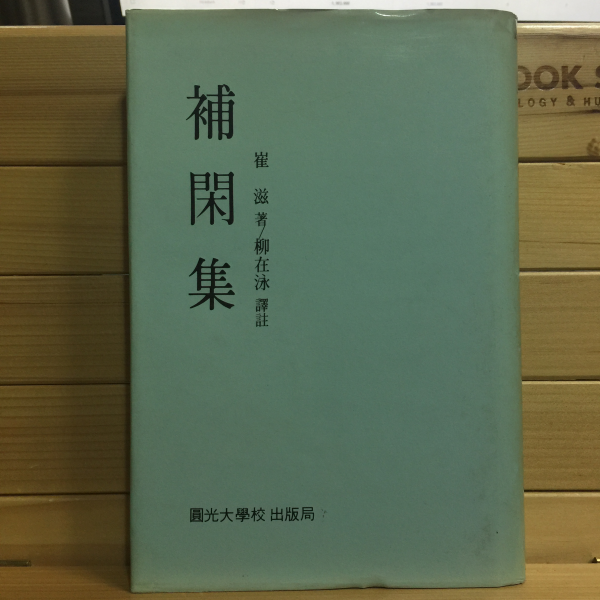 補閑集
崔滋 著/柳在泳 譯註
圓光大學校 出版局
OOK S
LOGY & HU